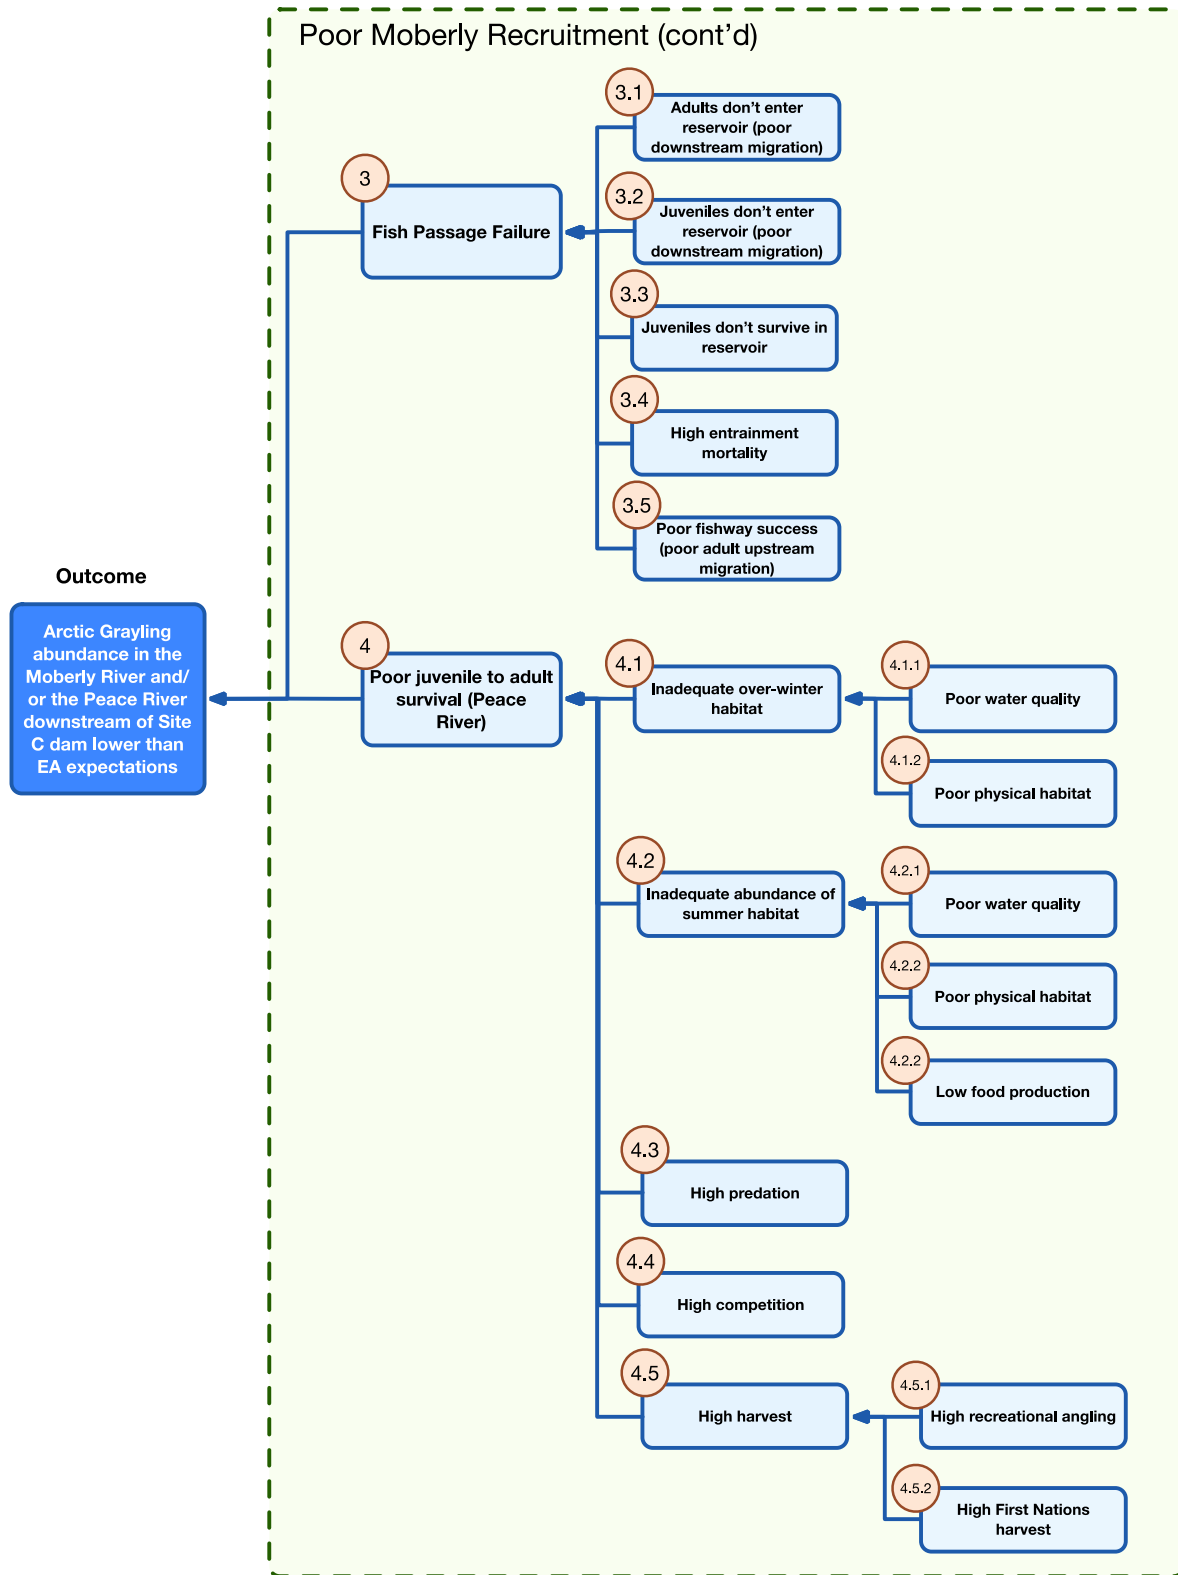 Poor Moberly Recruitment (cont’d)
3.1
Adults don’t enter
reservoir (poor
downstream migration)
3
Fish Passage Failure
3.2
Juveniles don’t enter
reservoir (poor
downstream migration)
3.3
Juveniles don’t survive in
reservoir
3.4
High entrainment
mortality
3.5
Poor fishway success
(poor adult upstream
migration)
Outcome
Arctic Grayling
abundance in the
Moberly River and/
or the Peace River
downstream of Site
C dam lower than
EA expectations
4
Poor juvenile to adult
survival (Peace
River)
4.1
Inadequate over-winter
habitat
4.1.1
Poor water quality
4.1.2
Poor physical habitat
4.2
Inadequate abundance of
summer habitat
4.2.1
Poor water quality
4.2.2
Poor physical habitat
4.2.2
Low food production
4.3
High predation
4.4
High competition
4.5
High harvest
4.5.1
High recreational angling
4.5.2
High First Nations
harvest